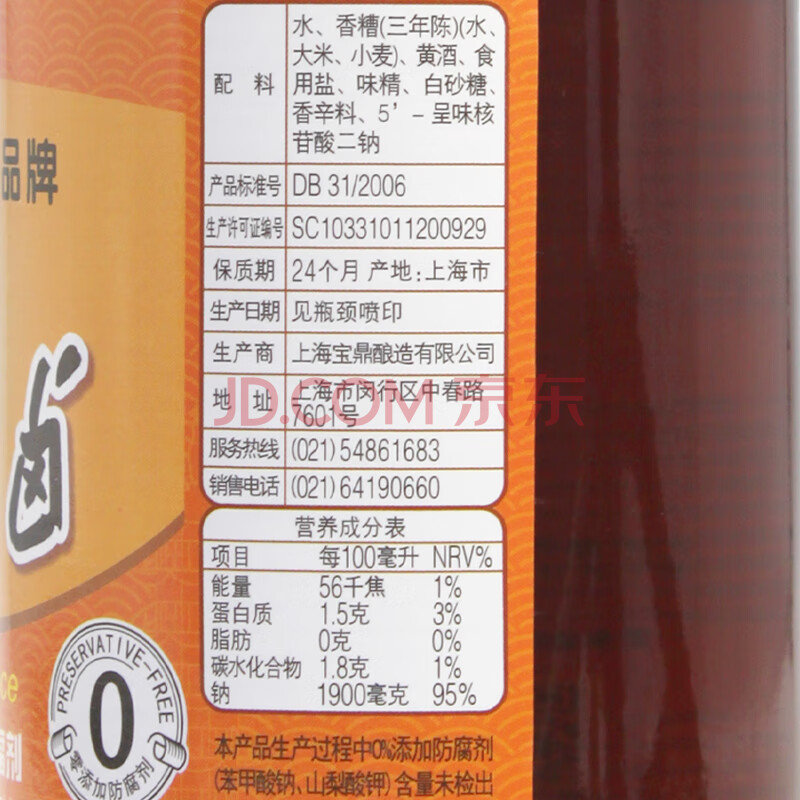 品牌
卤
ce
剂
配 料
水、香糟(三年陈)(水、
大米、小麦)、黄酒、食
用盐、味精、白砂糖、
香辛料、5’-呈味核
苷酸二钠
产品标准号 DB 31/2006
生产许可证编号 SC10331011200929
保质期 24个月 产地:上海市
生产日期 见瓶颈喷印
生产商 上海宝鼎酿造有限公司
地 址 上海市闵行区中春路
7601号
服务热线 (021)54861683
销售电话 (021)64190660
JD.COM 京东
营养成分表
项目 每100毫升 NRV%
能量 56千焦 1%
蛋白质 1.5克 3%
脂肪 0克 0%
碳水化合物 1.8克 1%
钠 1900毫克 95%
PRESERVATIVE-FREE
0
零添加防腐剂
本产品生产过程中0%添加防腐剂
(苯甲酸钠、山梨酸钾)含量未检出